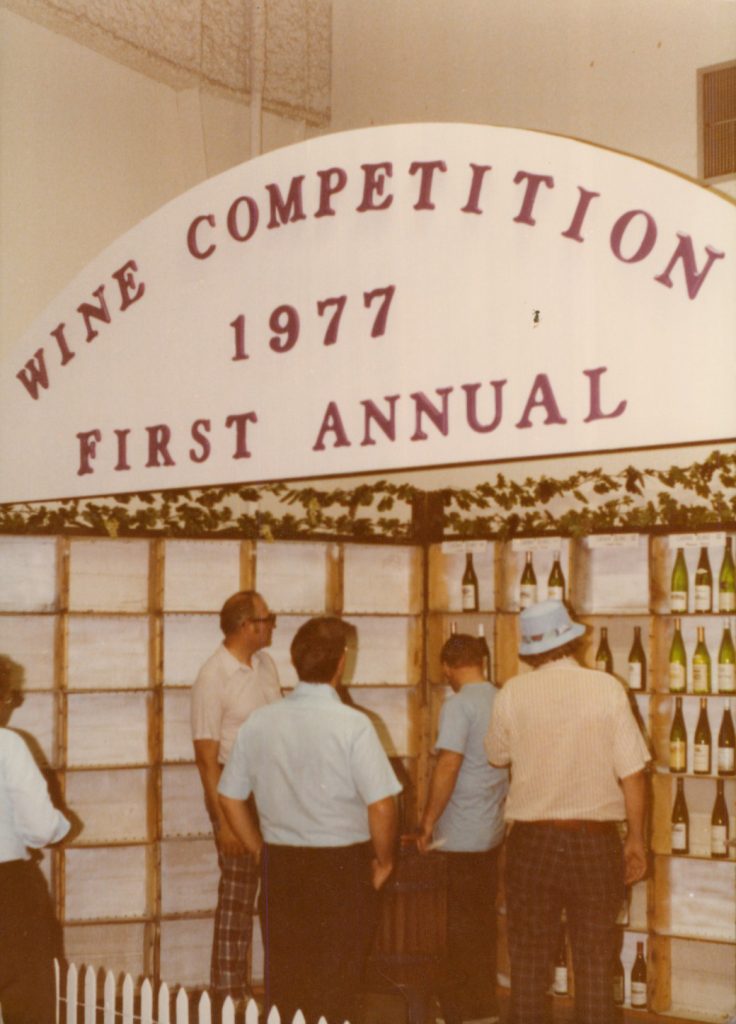 WINE COMPETITION
1977
FIRST ANNUAL